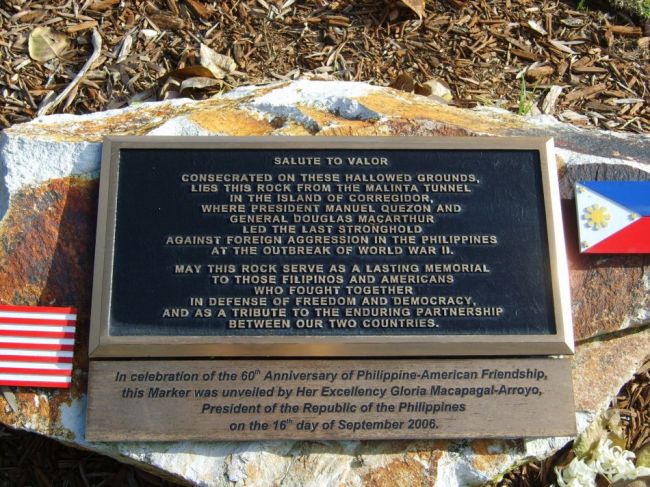 SALUTE TO VALOR
CONSECRATED ON THESE HALLOWED GROUNDS,
LIES THIS ROCK FROM THE MALINTA TUNNEL
IN THE ISLAND OF CORREGIDOR,
WHERE PRESIDENT MANUEL QUEZON AND
GENERAL DOUGLAS MACARTHUR
LED THE LAST STRONGHOLD
AGAINST FOREIGN AGGRESSION IN THE PHILIPPINES
AT THE OUTBREAK OF WORLD WAR II.
MAY THIS ROCK SERVE AS A LASTING MEMORIAL
TO THOSE FILIPINOS AND AMERICANS
WHO FOUGHT TOGETHER
IN DEFENSE OF FREEDOM AND DEMOCRACY,
AND AS A TRIBUTE TO THE ENDURING PARTNERSHIP
BETWEEN OUR TWO COUNTRIES.
In celebration of the 60th Anniversary of Philippine-American Friendship,
this Marker was unveiled by Her Excellency Gloria Macapagal-Arroyo,
President of the Republic of the Philippines
on the 16th day of September 2006.